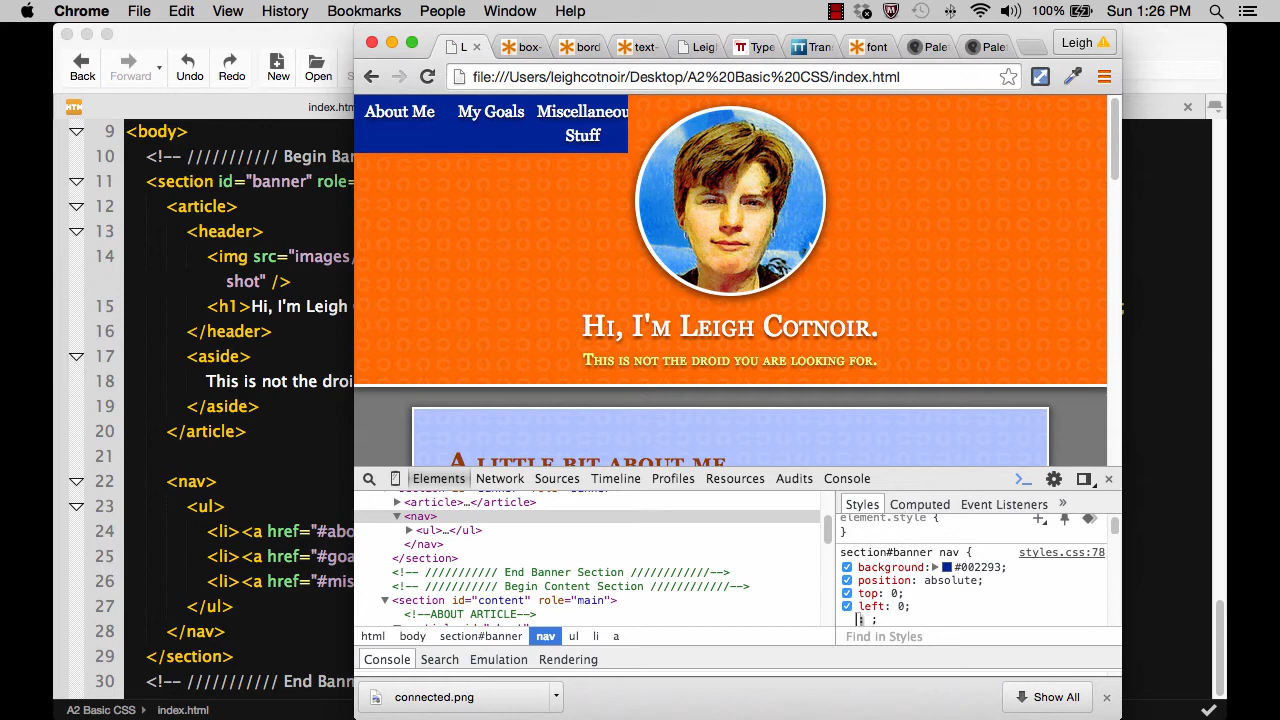 Chrome File Edit View History Bookmarks People Window Help 100% Sun 1:26 PM
Back Forward Undo Redo New Open
L box- bord text- Leigh Type Tran font Pale Pale Leigh
file:///Users/leighcotnoir/Desktop/A2%20Basic%20CSS/index.html
index.htm
9 <body>
10 <!-- /////////// Begin Ban
11 <section id="banner" role=
12 <article>
13 <header>
14 <img src="images/
shot" />
15 <h1>Hi, I'm Leigh
16 </header>
17 <aside>
18 This is not the droi
19 </aside>
20 </article>
21
22 <nav>
23 <ul>
24 <li><a href="#abo
25 <li><a href="#goa
26 <li><a href="#mis
27 </ul>
28 </nav>
29 </section>
30 <!-- /////////// End Bann
A2 Basic CSS index.html
About Me My Goals Miscellaneou
Stuff
Hi, I'm Leigh Cotnoir.
This is not the droid you are looking for.
A little bit about me
Elements Network Sources Timeline Profiles Resources Audits Console
<article>…</article>
<nav>
<ul>…</ul>
</nav>
</section>
<!-- /////////// End Banner Section ////////////-->
<!-- /////////// Begin Content Section ////////////-->
<section id="content" role="main">
<!--ABOUT ARTICLE-->
html body section#banner nav ul li a
Styles Computed Event Listeners »
element.style {
}
section#banner nav { styles.css:78
background: #002293;
position: absolute;
top: 0;
left: 0;
: ;
Find in Styles
Console Search Emulation Rendering
connected.png
Show All